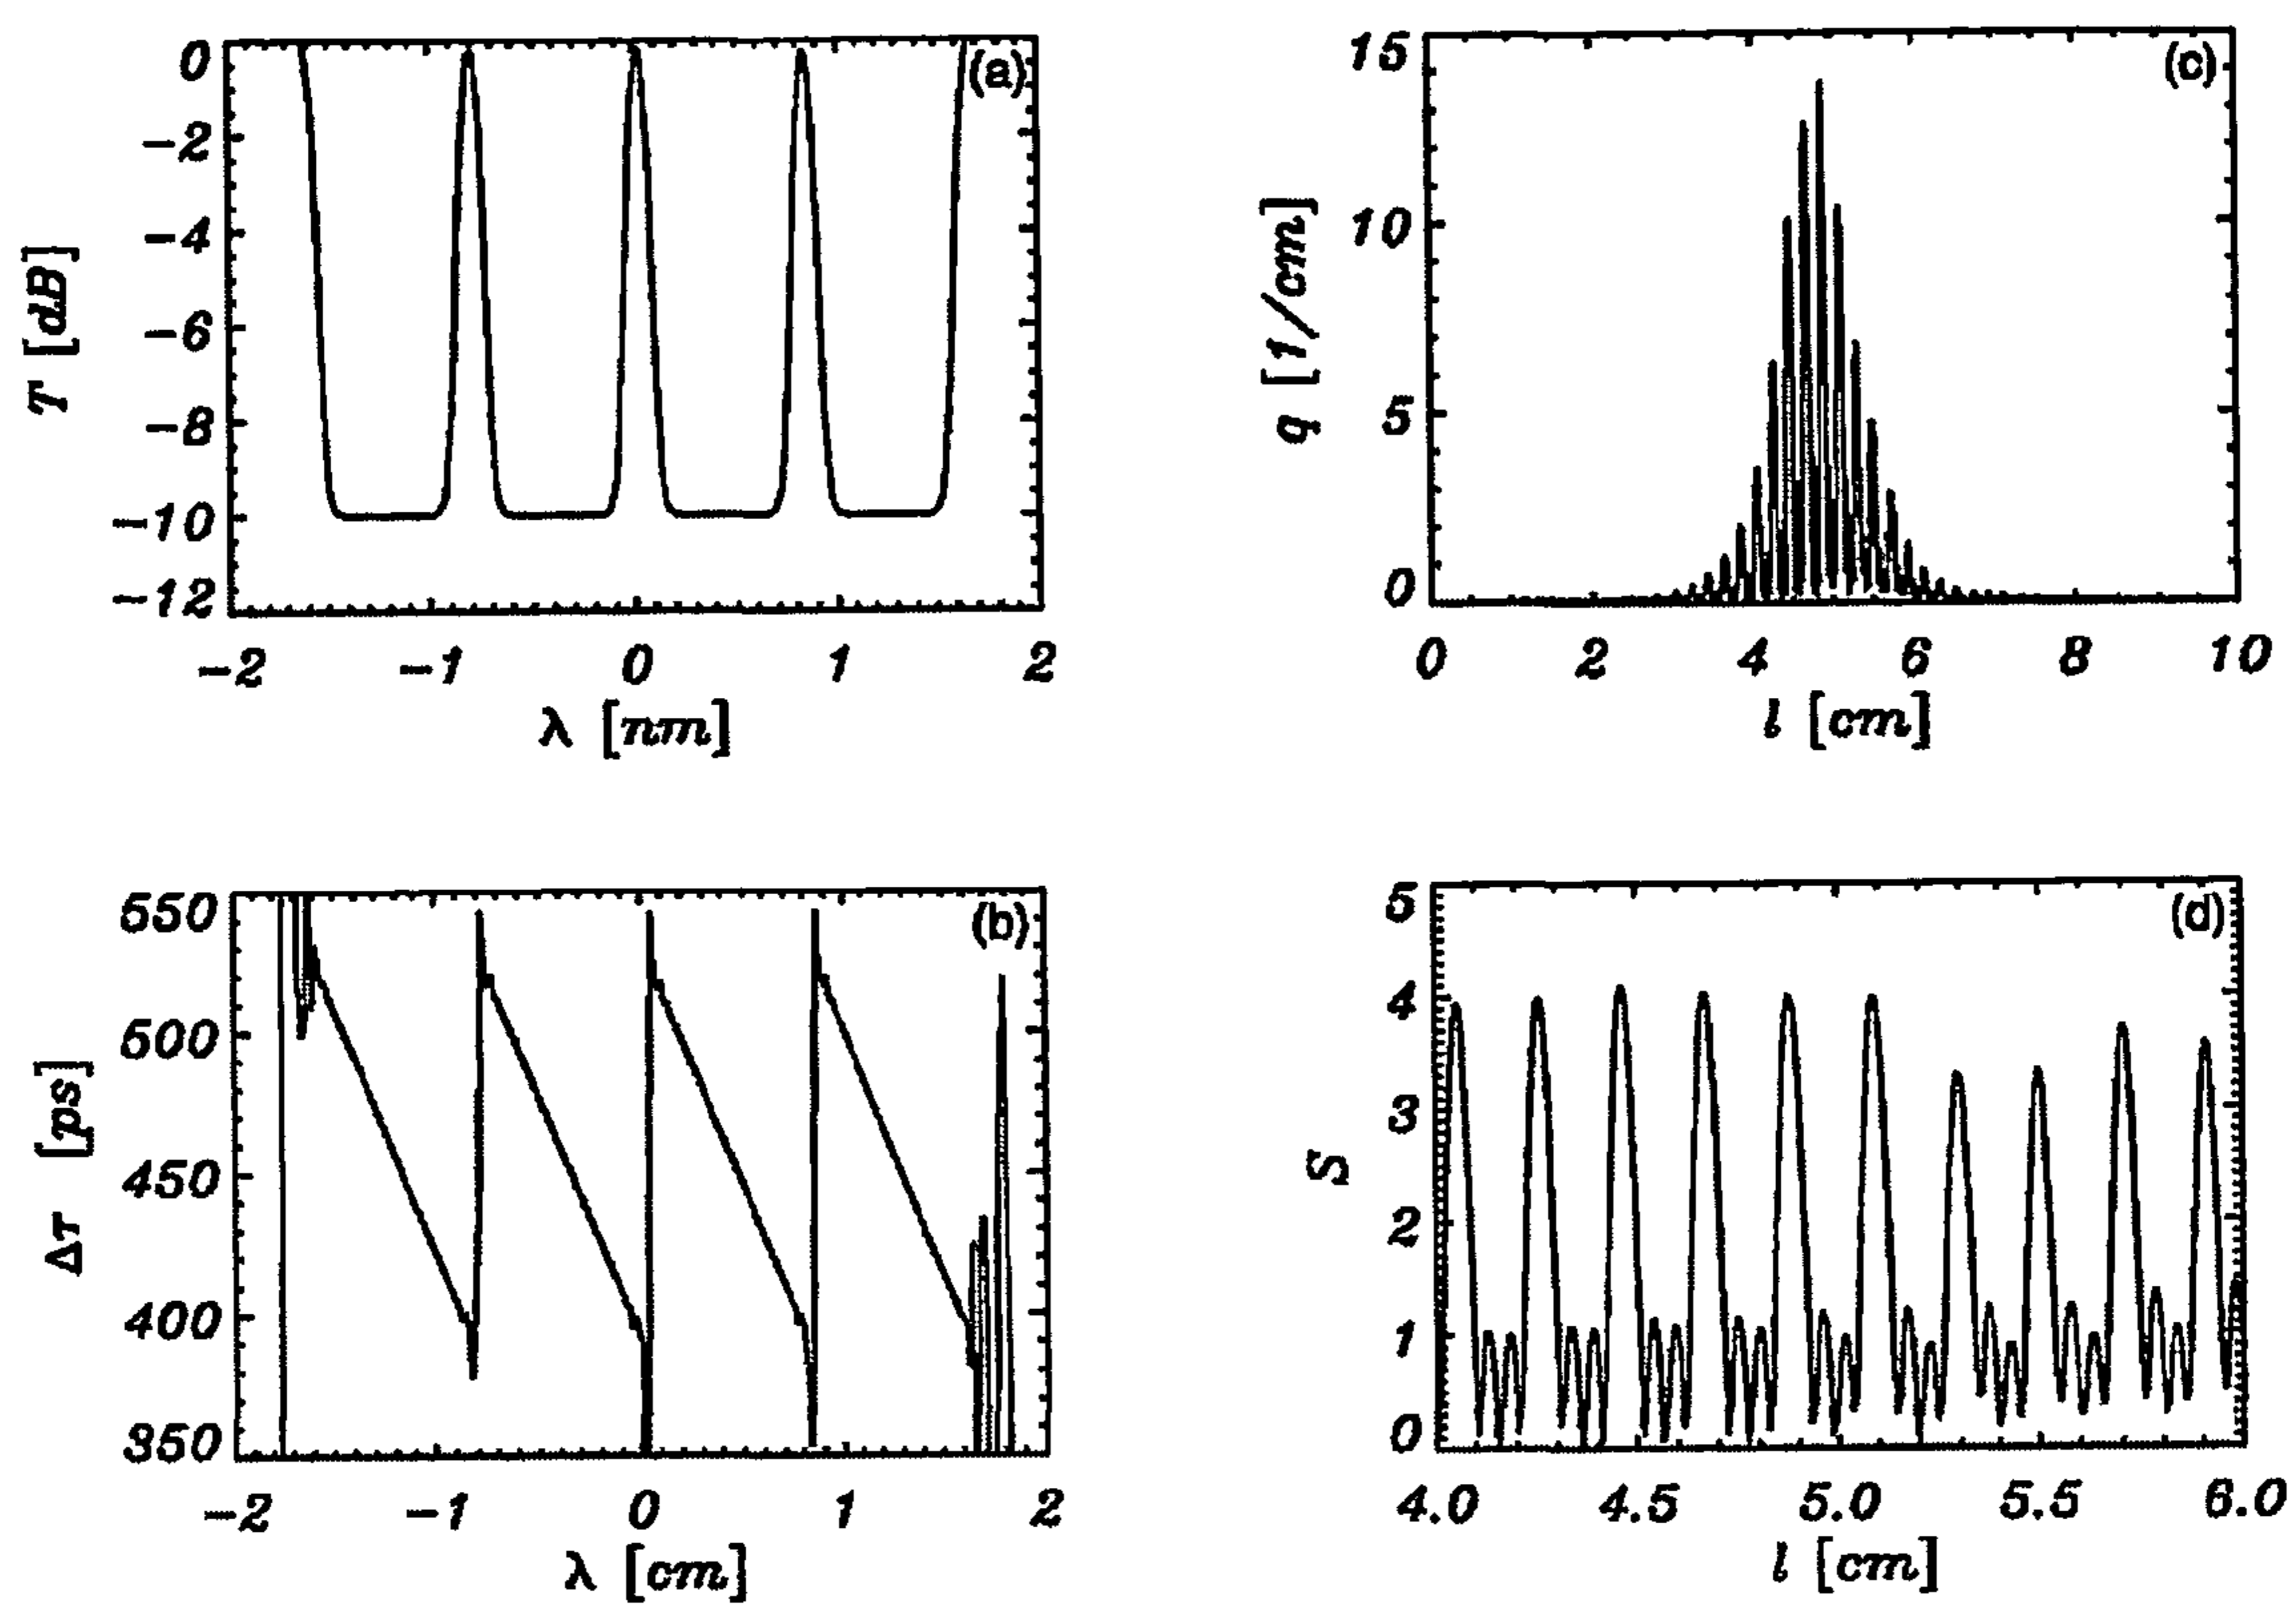 (a)
0
-2
-4
-6
-8
-10
-12
T [dB]
-2 -1 0 1 2
λ [nm]
(c)
15
10
5
0
q [1/cm]
0 2 4 6 8 10
l [cm]
(b)
550
500
450
400
350
Δτ [ps]
-2 -1 0 1 2
λ [cm]
(d)
5
4
3
2
1
0
S
4.0 4.5 5.0 5.5 6.0
l [cm]